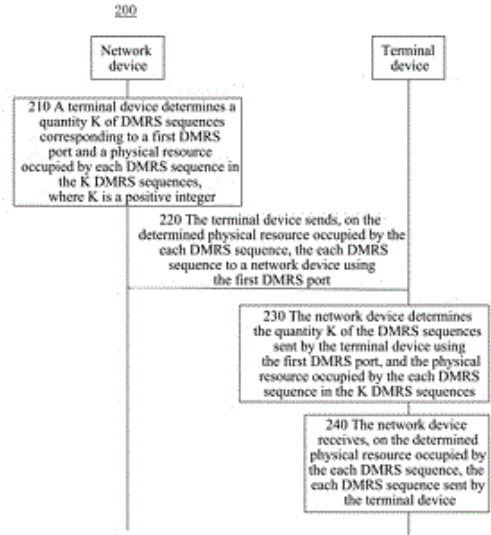 200
Network
device
Terminal
device
210 A terminal device determines a
quantity K of DMRS sequences
corresponding to a first DMRS
port and a physical resource
occupied by each DMRS sequence in
the K DMRS sequences,
where K is a positive integer
220 The terminal device sends, on the
determined physical resource occupied by the
each DMRS sequence, the each DMRS
sequence to a network device using
the first DMRS port
230 The network device determines
the quantity K of the DMRS sequences
sent by the terminal device using
the first DMRS port, and the physical
resource occupied by the each DMRS
sequence in the K DMRS sequences
240 The network device
receives, on the determined
physical resource occupied by
the each DMRS sequence, the
each DMRS sequence sent by
the terminal device